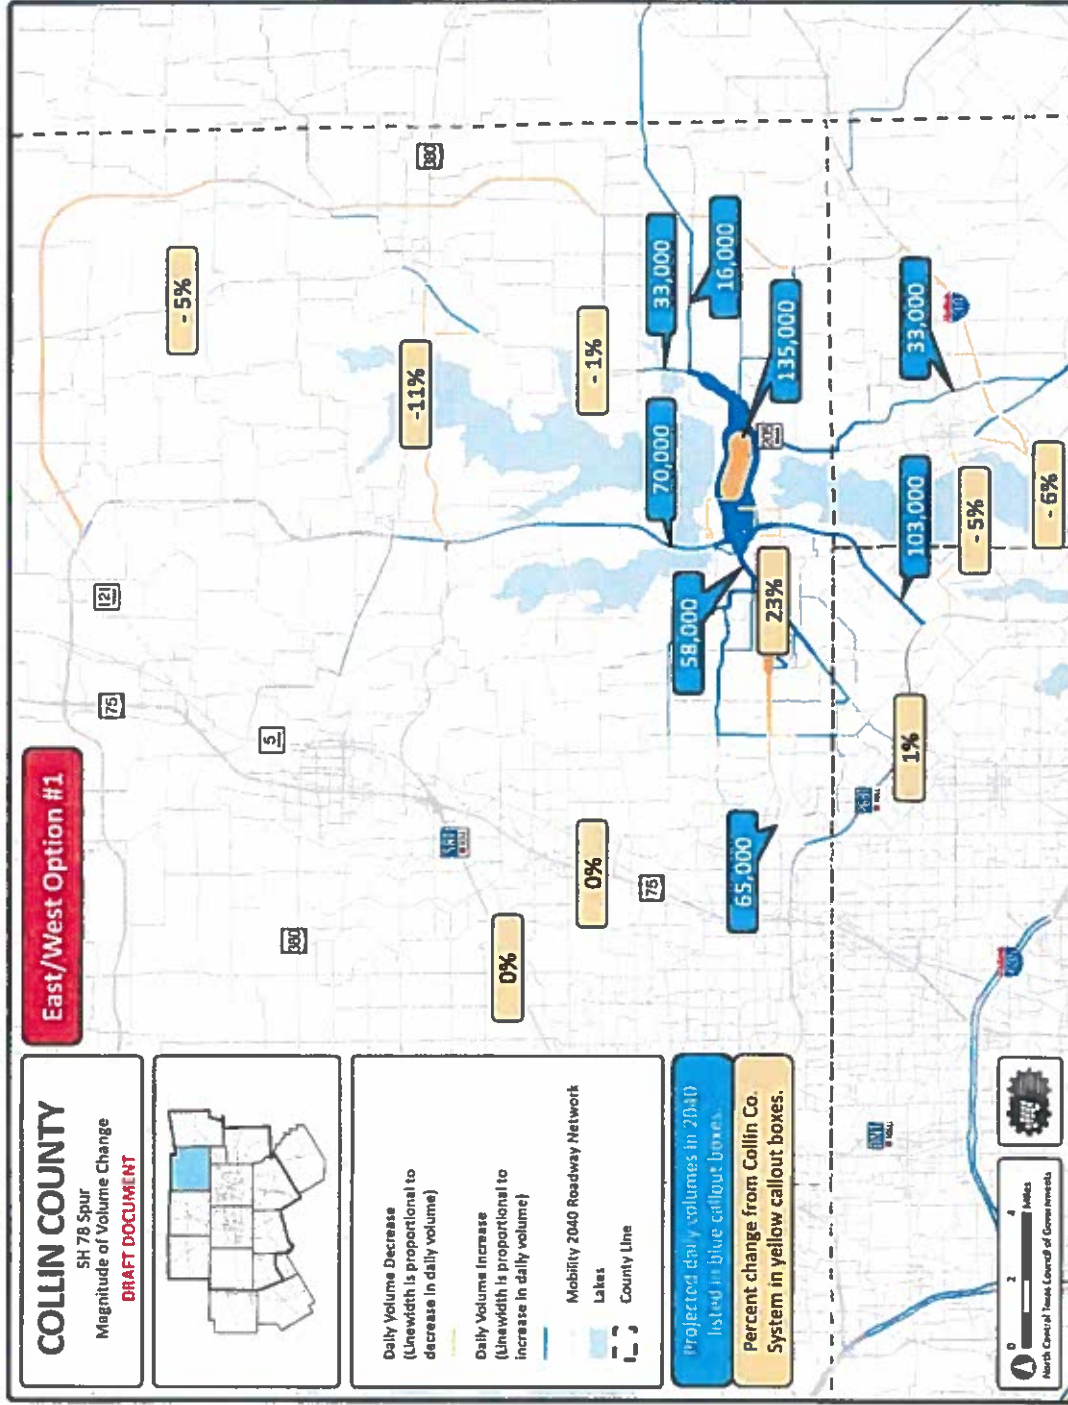 COLLIN COUNTY
SH 78 Spur
Magnitude of Volume Change
DRAFT DOCUMENT
East/West Option #1
Daily Volume Decrease
(Linewidth is proportional to
decrease in daily volume)
Daily Volume Increase
(Linewidth is proportional to
increase in daily volume)
Mobility 2040 Roadway Network
Lakes
County Line
Projected daily volumes in 2040
listed in blue callout boxes.
Percent change from Collin Co.
System in yellow callout boxes.
0 2 4
Miles
North Central Texas Council of Governments
121
75
5
380
380
75
205
- 5%
-11%
- 1%
0%
0%
33,000
16,000
70,000
135,000
58,000
23%
65,000
1%
103,000
33,000
- 5%
- 6%